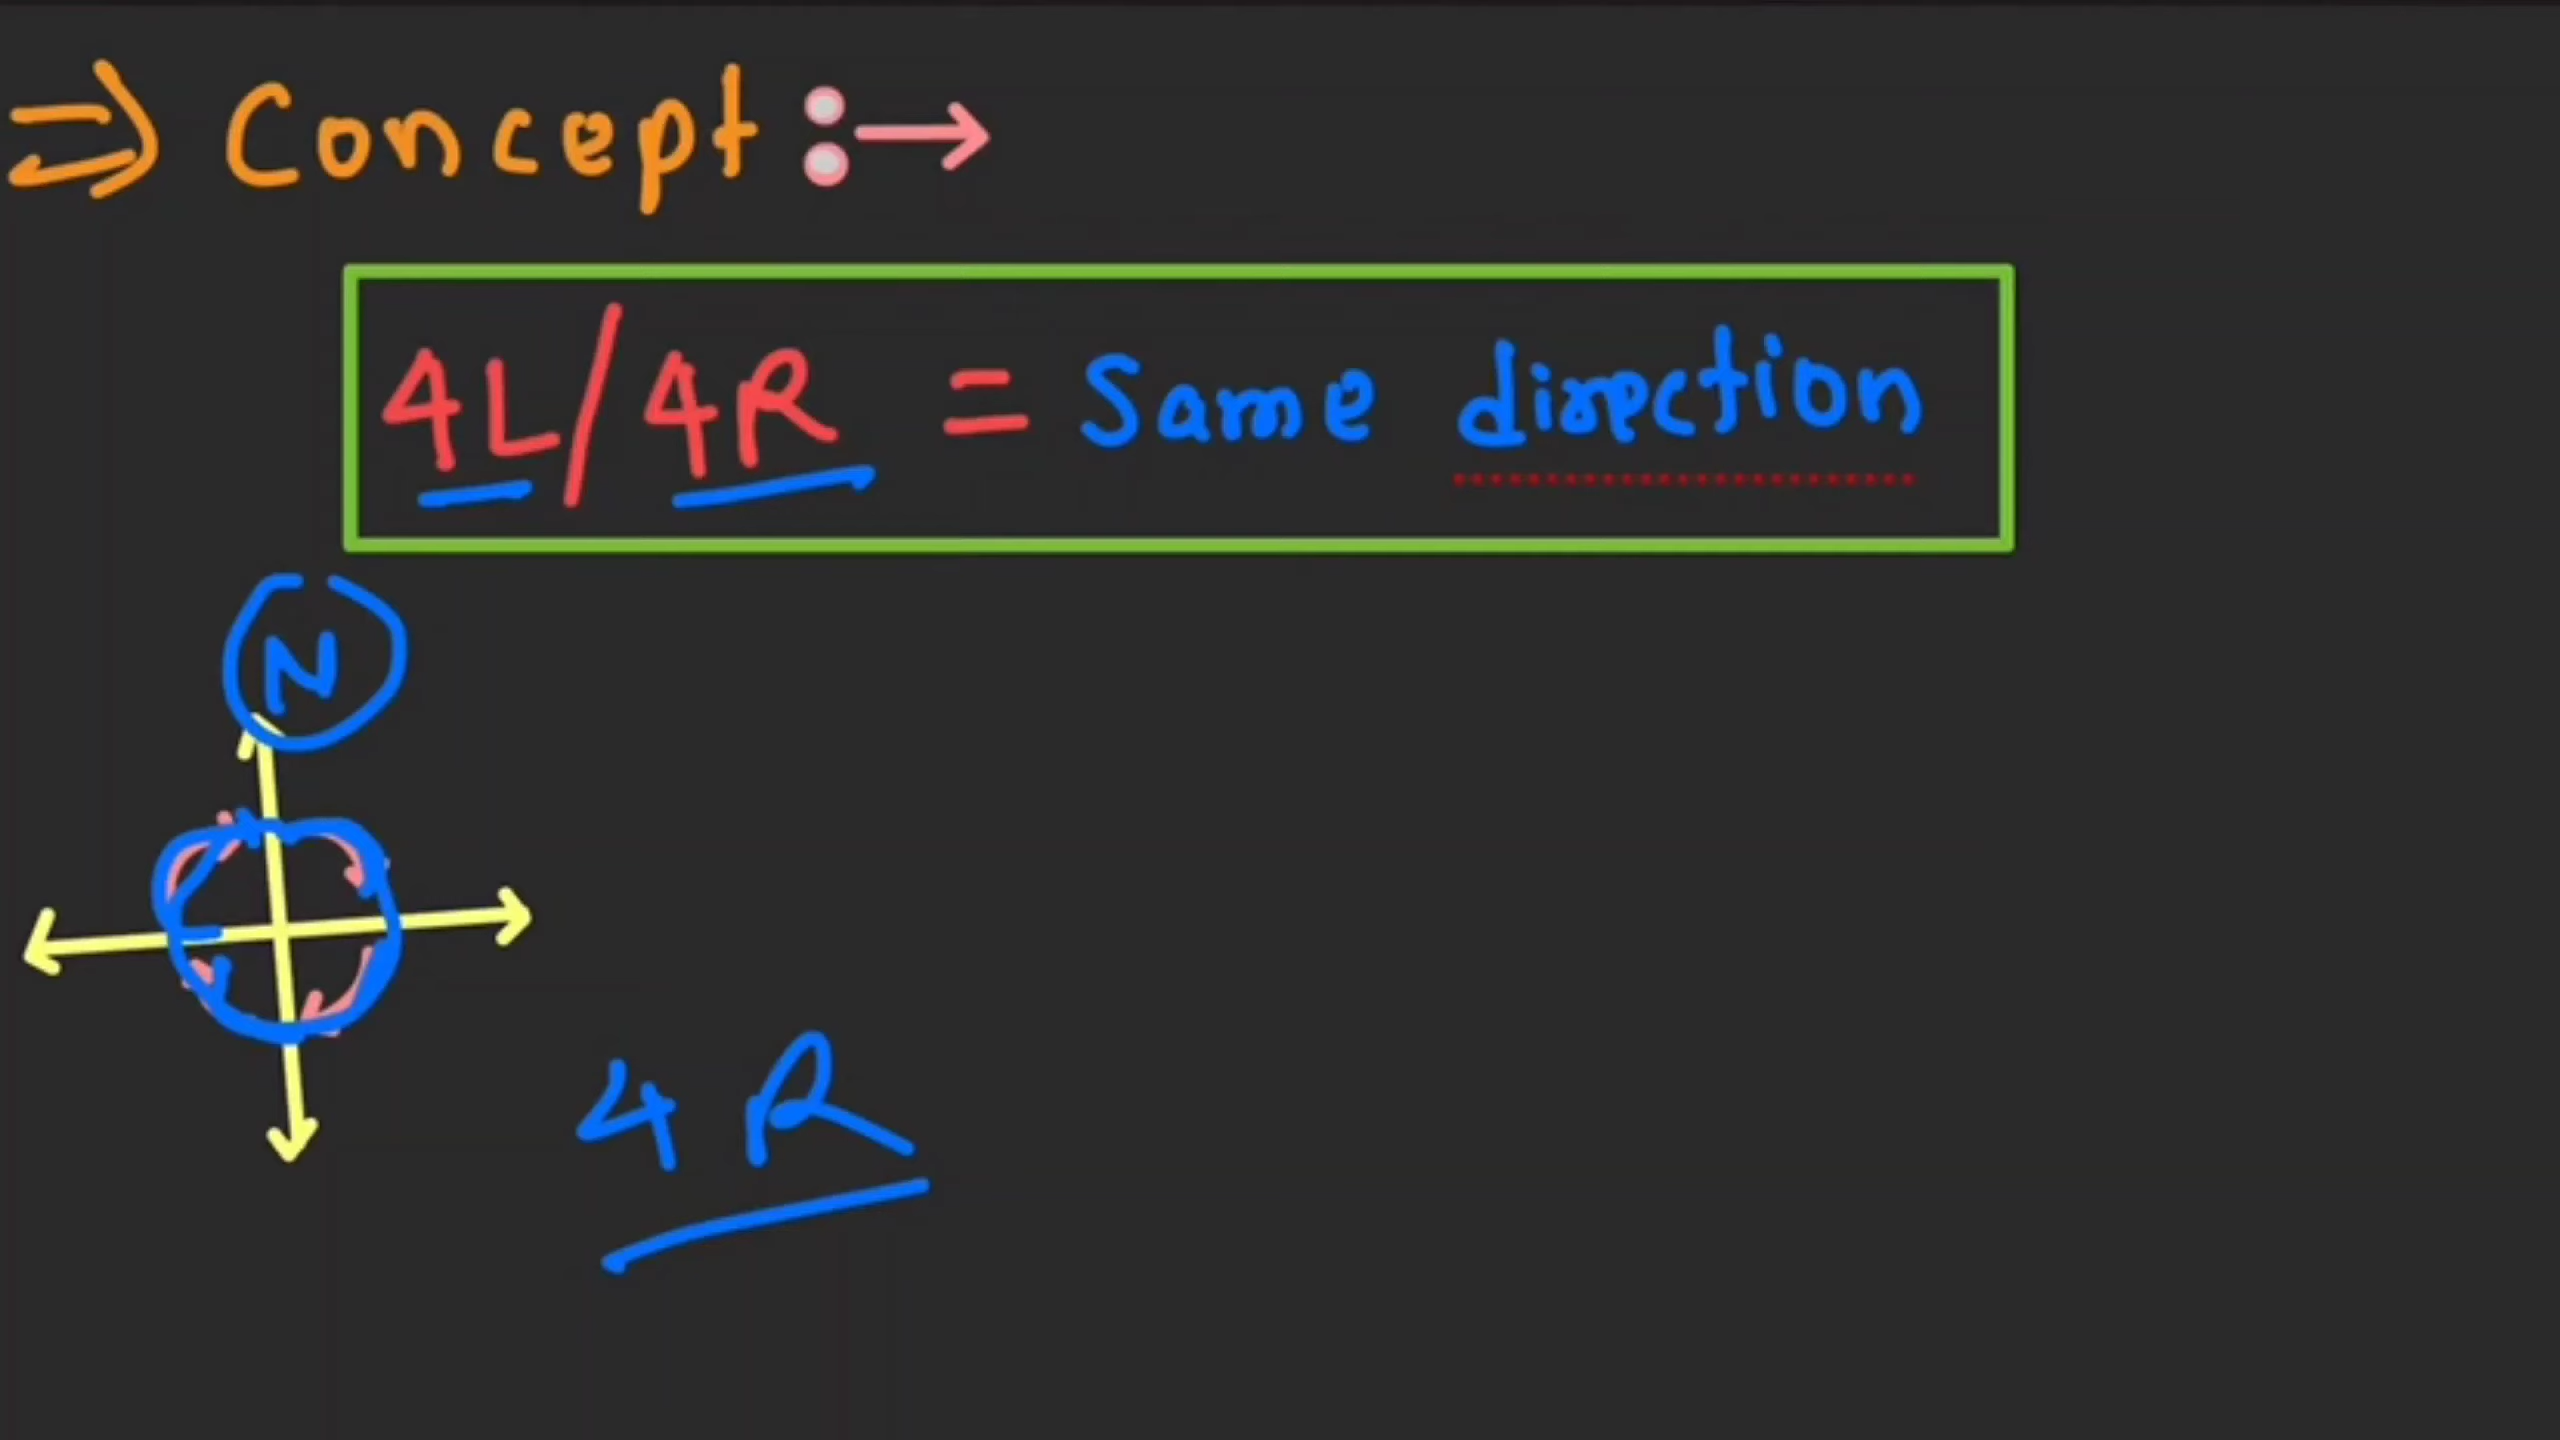 ⇒ Concept :→
4L/4R = Same direction
N
4R